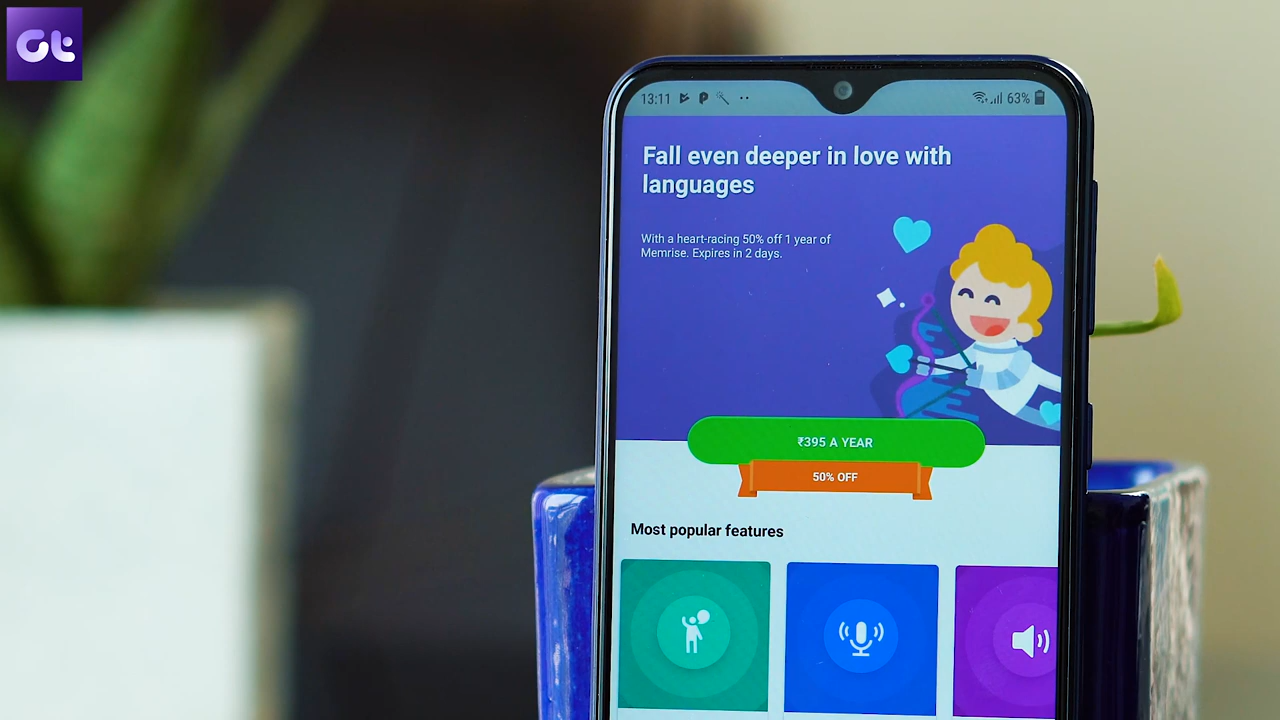 Gt
13:11
63%
Fall even deeper in love with
languages
With a heart-racing 50% off 1 year of
Memrise. Expires in 2 days.
₹395 A YEAR
50% OFF
Most popular features